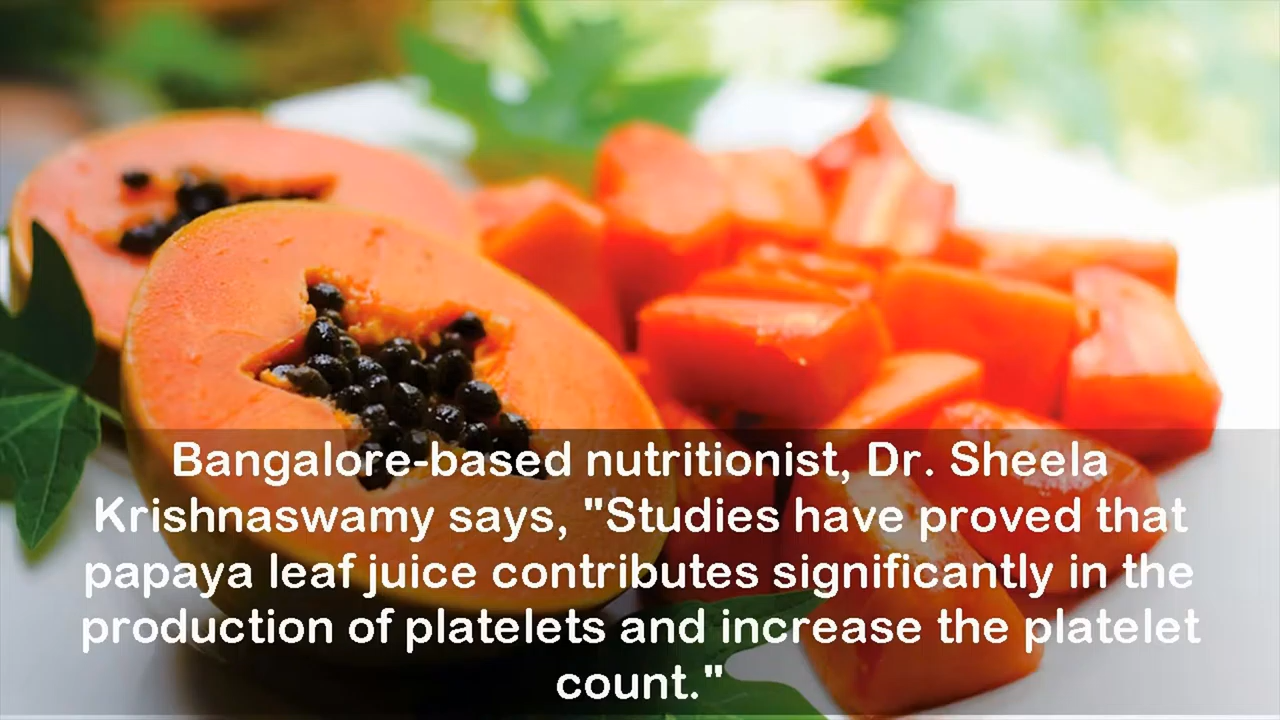 Bangalore-based nutritionist, Dr. Sheela
Krishnaswamy says, "Studies have proved that
papaya leaf juice contributes significantly in the
production of platelets and increase the platelet
count."